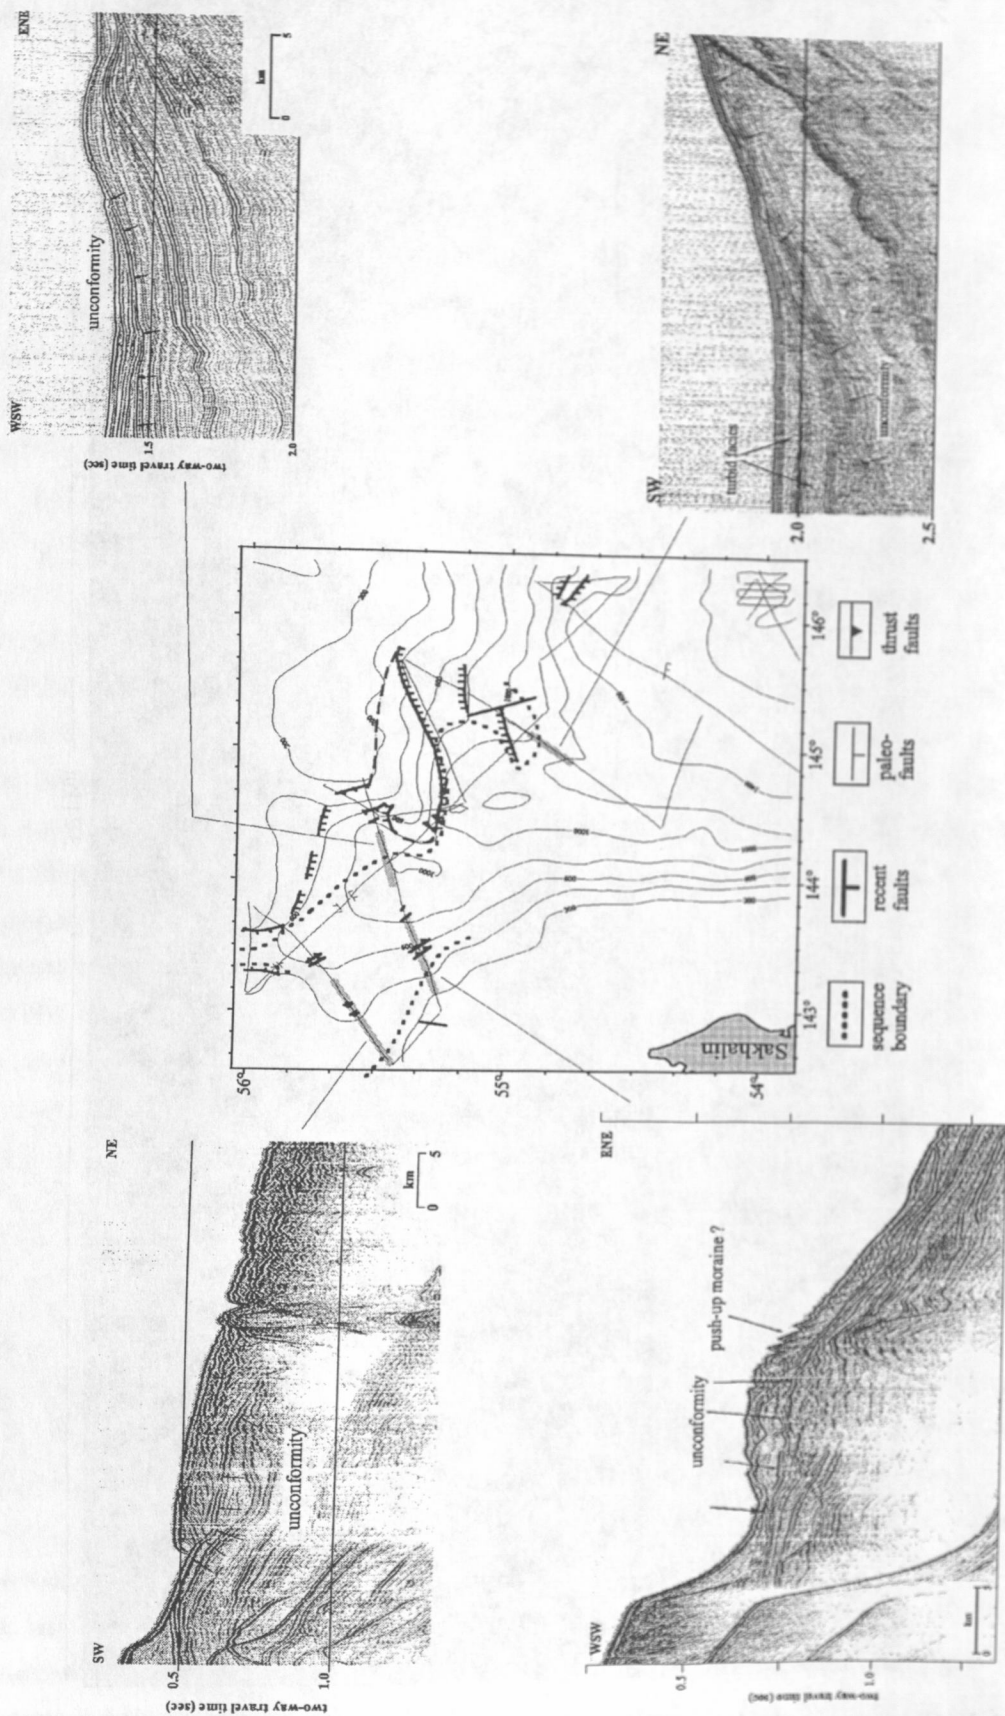 SW
NE
0.5
1.0
two-way travel time (sec)
unconformity
0
5
km
WSW
ENE
unconformity
1.5
2.0
two-way travel time (sec)
0
5
km
56°
55°
54°
143°
144°
145°
146°
Sakhalin
sequence
boundary
recent
faults
paleo-
faults
thrust
faults
WSW
ENE
0.5
1.0
two-way travel time (sec)
unconformity
push-up moraine ?
0
5
km
SW
NE
turbid facies
unconformity
2.0
2.5